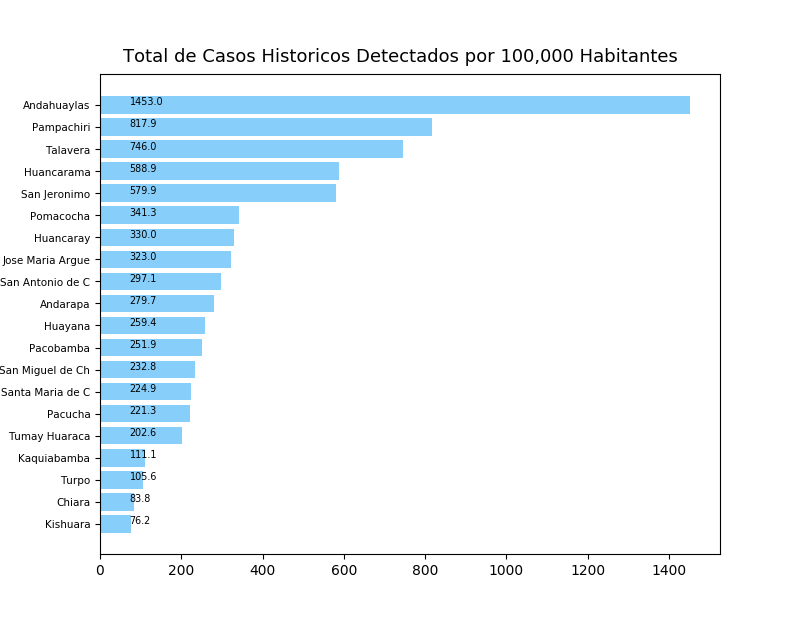 Total de Casos Historicos Detectados por 100,000 Habitantes
Andahuaylas 1453.0
Pampachiri 817.9
Talavera 746.0
Huancarama 588.9
San Jeronimo 579.9
Pomacocha 341.3
Huancaray 330.0
Jose Maria Argue 323.0
San Antonio de C 297.1
Andarapa 279.7
Huayana 259.4
Pacobamba 251.9
San Miguel de Ch 232.8
Santa Maria de C 224.9
Pacucha 221.3
Tumay Huaraca 202.6
Kaquiabamba 111.1
Turpo 105.6
Chiara 83.8
Kishuara 76.2
0 200 400 600 800 1000 1200 1400